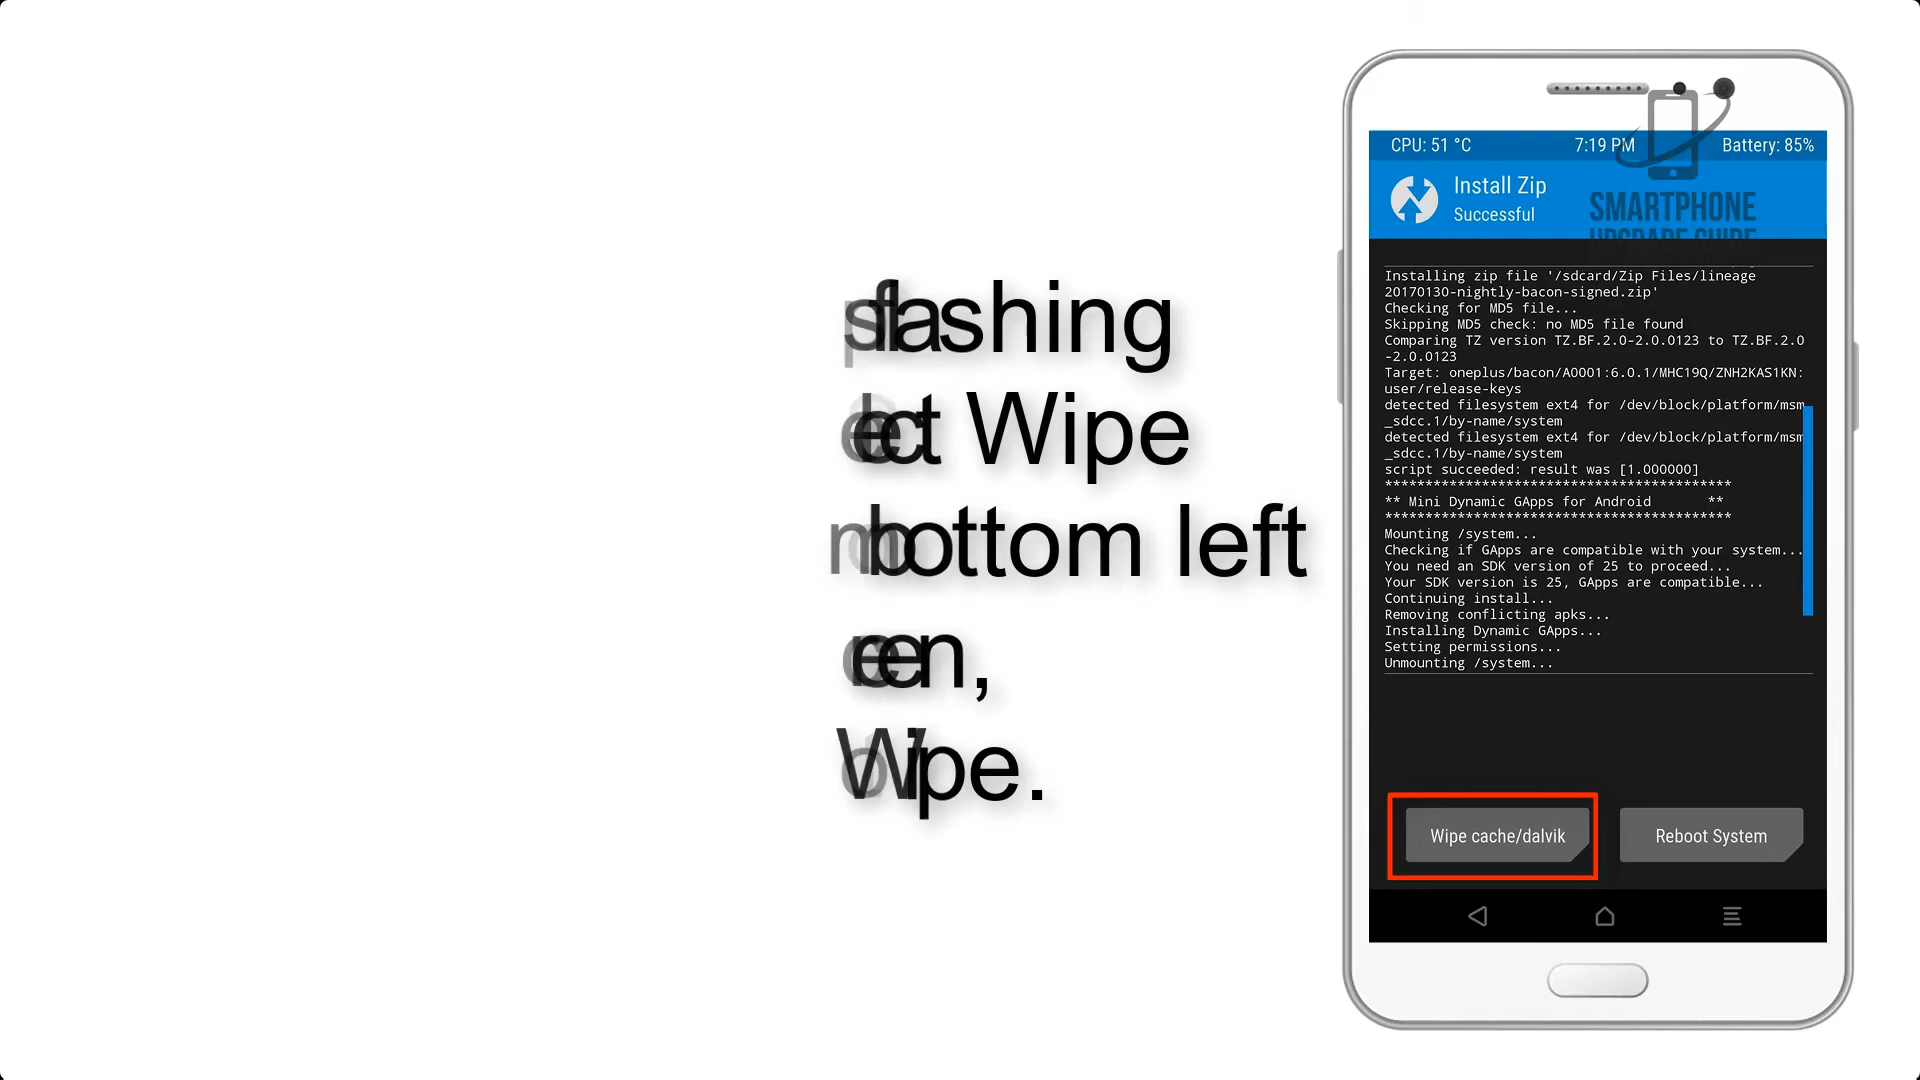 flashing
Wipe
bottom left
Wipe.
CPU: 51 °C 7:19 PM Battery: 85%
Install Zip
Successful
SMARTPHONE
UPGRADE GUIDE
Installing zip file '/sdcard/Zip Files/lineage
20170130-nightly-bacon-signed.zip'
Checking for MD5 file...
Skipping MD5 check: no MD5 file found
Comparing TZ version TZ.BF.2.0-2.0.0123 to TZ.BF.2.0
-2.0.0123
Target: oneplus/bacon/A0001:6.0.1/MHC19Q/ZNH2KAS1KN:
user/release-keys
detected filesystem ext4 for /dev/block/platform/msm
_sdcc.1/by-name/system
detected filesystem ext4 for /dev/block/platform/msm
_sdcc.1/by-name/system
script succeeded: result was [1.000000]
******************************************
** Mini Dynamic GApps for Android **
******************************************
Mounting /system...
Checking if GApps are compatible with your system...
You need an SDK version of 25 to proceed...
Your SDK version is 25, GApps are compatible...
Continuing install...
Removing conflicting apks...
Installing Dynamic GApps...
Setting permissions...
Unmounting /system...
Wipe cache/dalvik
Reboot System